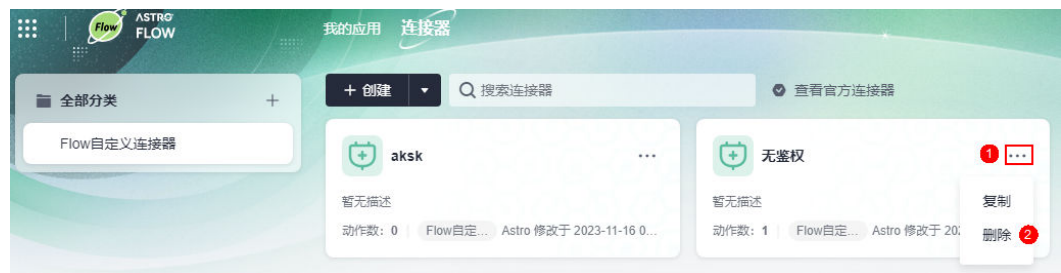 Flow ASTRO FLOW 我的应用 连接器
全部分类 +
+ 创建 搜索连接器 查看官方连接器
Flow自定义连接器
aksk ...
无鉴权 1 ...
暂无描述
动作数: 0 Flow自定... Astro 修改于 2023-11-16 0...
暂无描述
动作数: 1 Flow自定... Astro 修改于 202
复制
删除 2